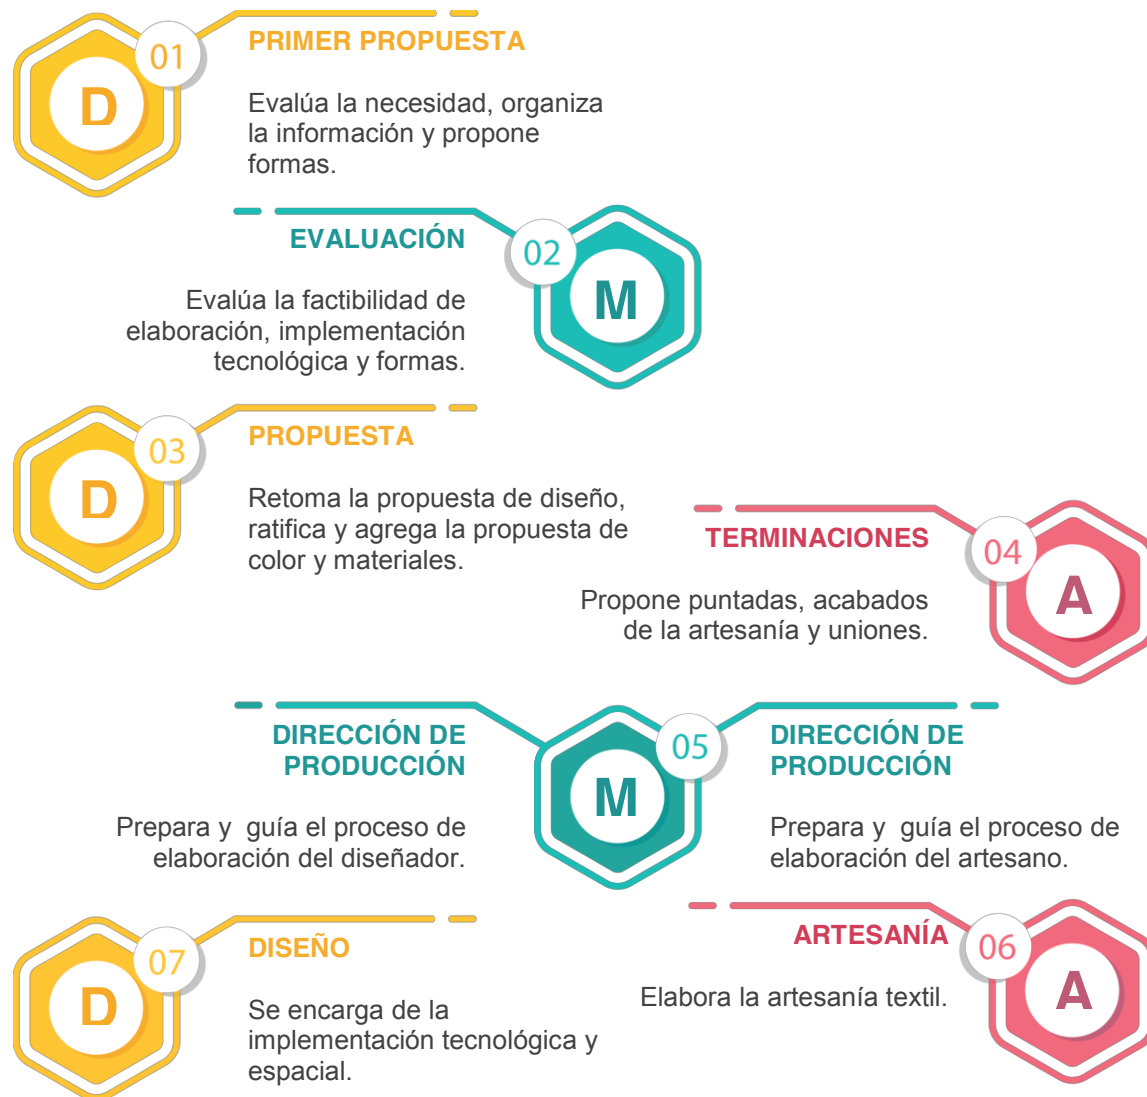 01
D
PRIMER PROPUESTA
Evalúa la necesidad, organiza
la información y propone
formas.
EVALUACIÓN
02
M
Evalúa la factibilidad de
elaboración, implementación
tecnológica y formas.
03
D
PROPUESTA
Retoma la propuesta de diseño,
ratifica y agrega la propuesta de
color y materiales.
TERMINACIONES
04
A
Propone puntadas, acabados
de la artesanía y uniones.
DIRECCIÓN DE
PRODUCCIÓN
Prepara y  guía el proceso de
elaboración del diseñador.
M
05
DIRECCIÓN DE
PRODUCCIÓN
Prepara y  guía el proceso de
elaboración del artesano.
ARTESANÍA
06
A
Elabora la artesanía textil.
07
D
DISEÑO
Se encarga de la
implementación tecnológica y
espacial.